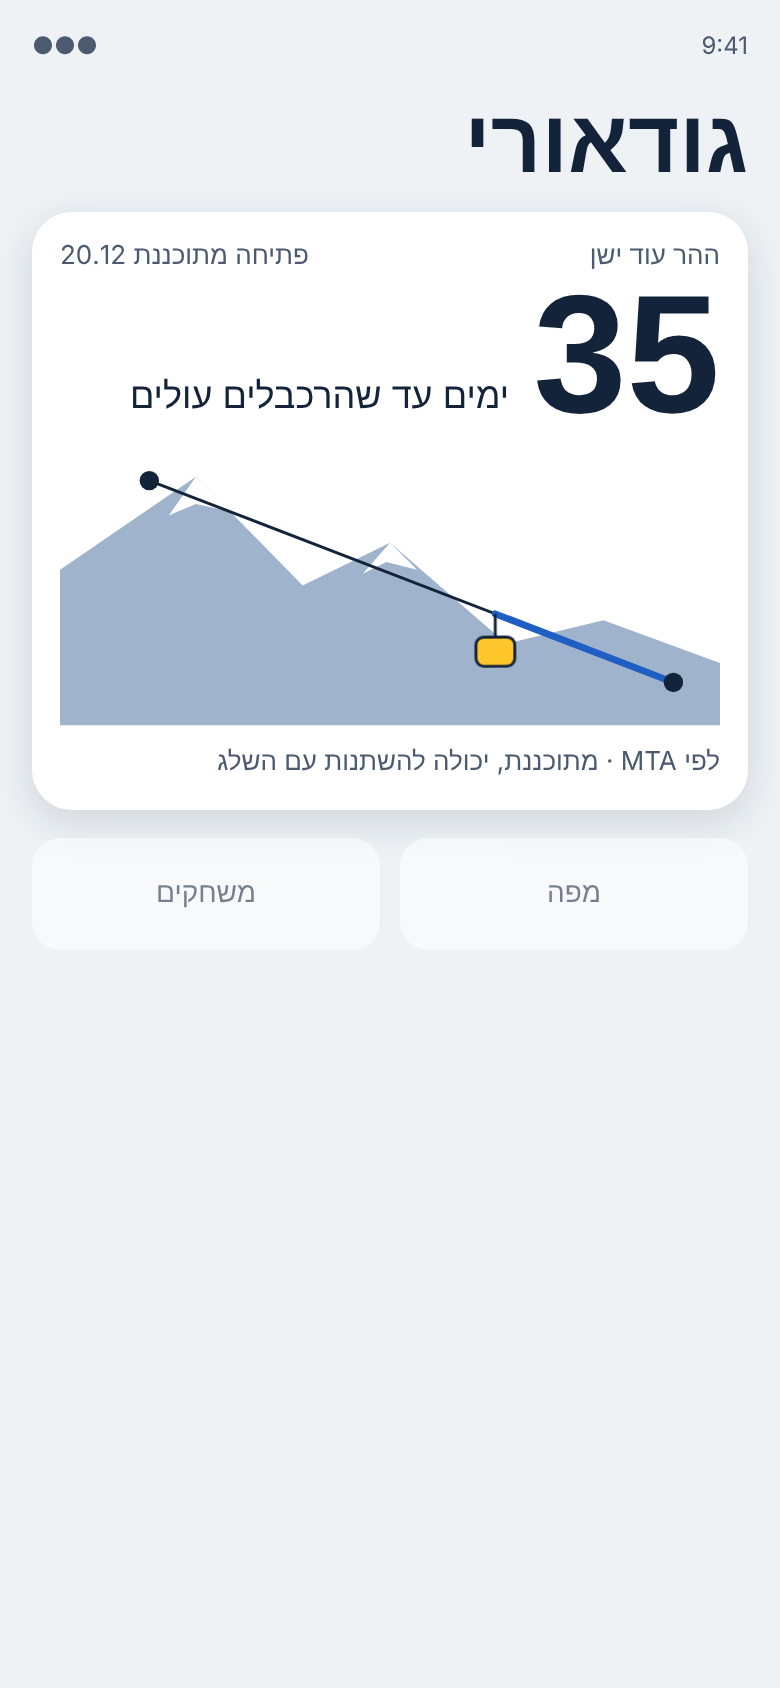 9:41
גודאורי
ההר עוד ישן
פתיחה מתוכננת 20.12
35 ימים עד שהרכבלים עולים
לפי MTA · מתוכננת, יכולה להשתנות עם השלג
מפה
משחקים